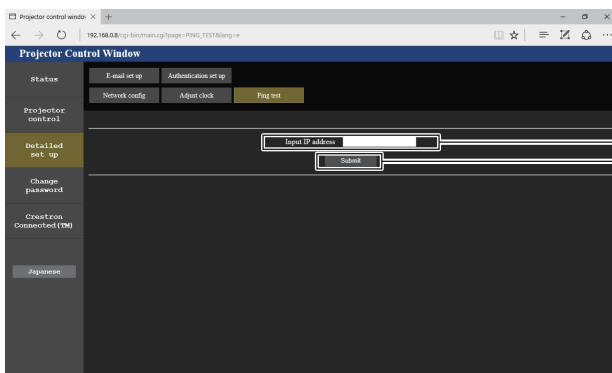 Projector control windov
192.168.0.8/cgi-bin/main.cgi?page=PING_TEST&lang=e
Projector Control Window
Status
E-mail set up
Authentication set up
Network config
Adjust clock
Ping test
Projector
control
Input IP address
Submit
Detailed
set up
Change
password
Crestron
Connected(TM)
Japanese